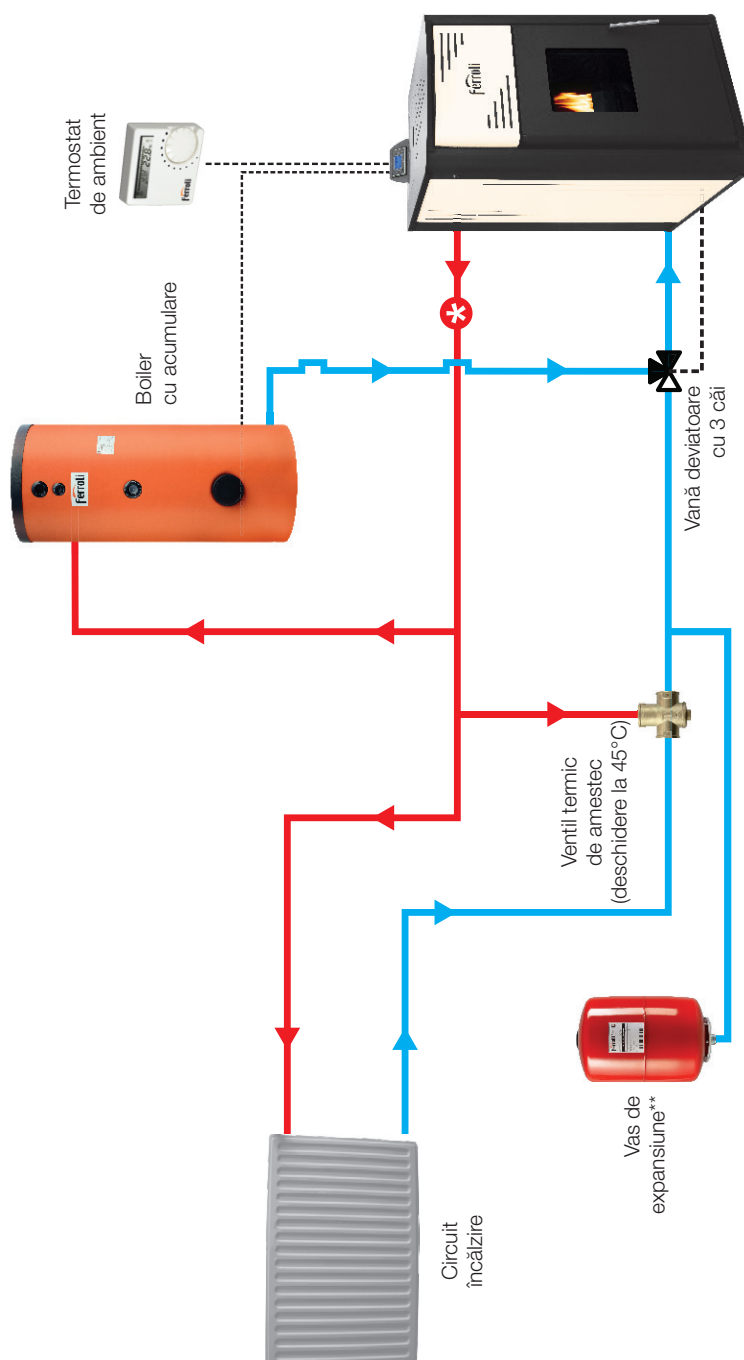 Termostat
de ambient
Boiler
cu acumulare
ferroli
ferroli
ferroli
*
Vană deviatoare
cu 3 căi
Ventil termic
de amestec
(deschidere la 45°C)
Circuit
încălzire
Vas de
expansiune**
ferroli